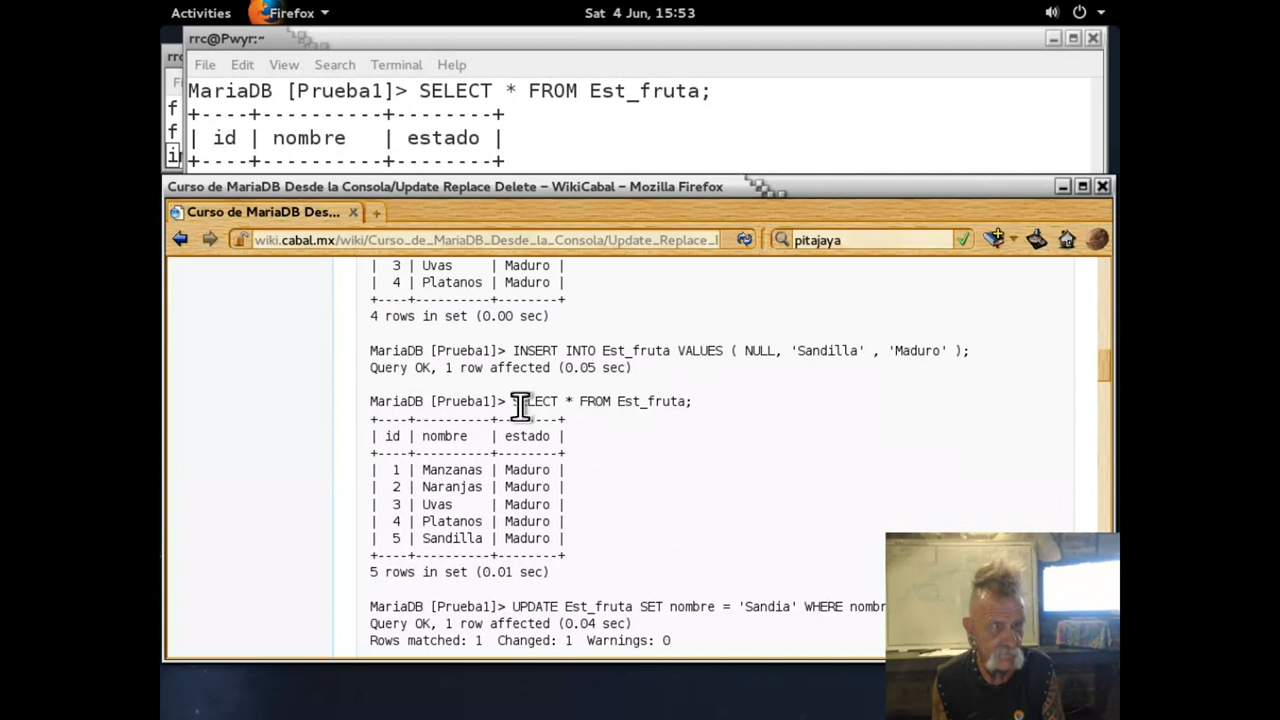 Activities Firefox Sat 4 Jun, 15:53
rrc@Pwyr:~
File Edit View Search Terminal Help
MariaDB [Prueba1]> SELECT * FROM Est_fruta;
+----+----------+--------+
| id | nombre   | estado |
+----+----------+--------+
Curso de MariaDB Desde la Consola/Update Replace Delete – WikiCabal – Mozilla Firefox
Curso de MariaDB Des...
wiki.cabal.mx/wiki/Curso_de_MariaDB_Desde_la_Consola/Update_Replace_ pitajaya
|  3 | Uvas     | Maduro |
|  4 | Platanos | Maduro |
+----+----------+--------+
4 rows in set (0.00 sec)
MariaDB [Prueba1]> INSERT INTO Est_fruta VALUES ( NULL, 'Sandilla' , 'Maduro' );
Query OK, 1 row affected (0.05 sec)
MariaDB [Prueba1]> SELECT * FROM Est_fruta;
+----+----------+--------+
| id | nombre   | estado |
+----+----------+--------+
|  1 | Manzanas | Maduro |
|  2 | Naranjas | Maduro |
|  3 | Uvas     | Maduro |
|  4 | Platanos | Maduro |
|  5 | Sandilla | Maduro |
+----+----------+--------+
5 rows in set (0.01 sec)
MariaDB [Prueba1]> UPDATE Est_fruta SET nombre = 'Sandia' WHERE nombr
Query OK, 1 row affected (0.04 sec)
Rows matched: 1  Changed: 1  Warnings: 0